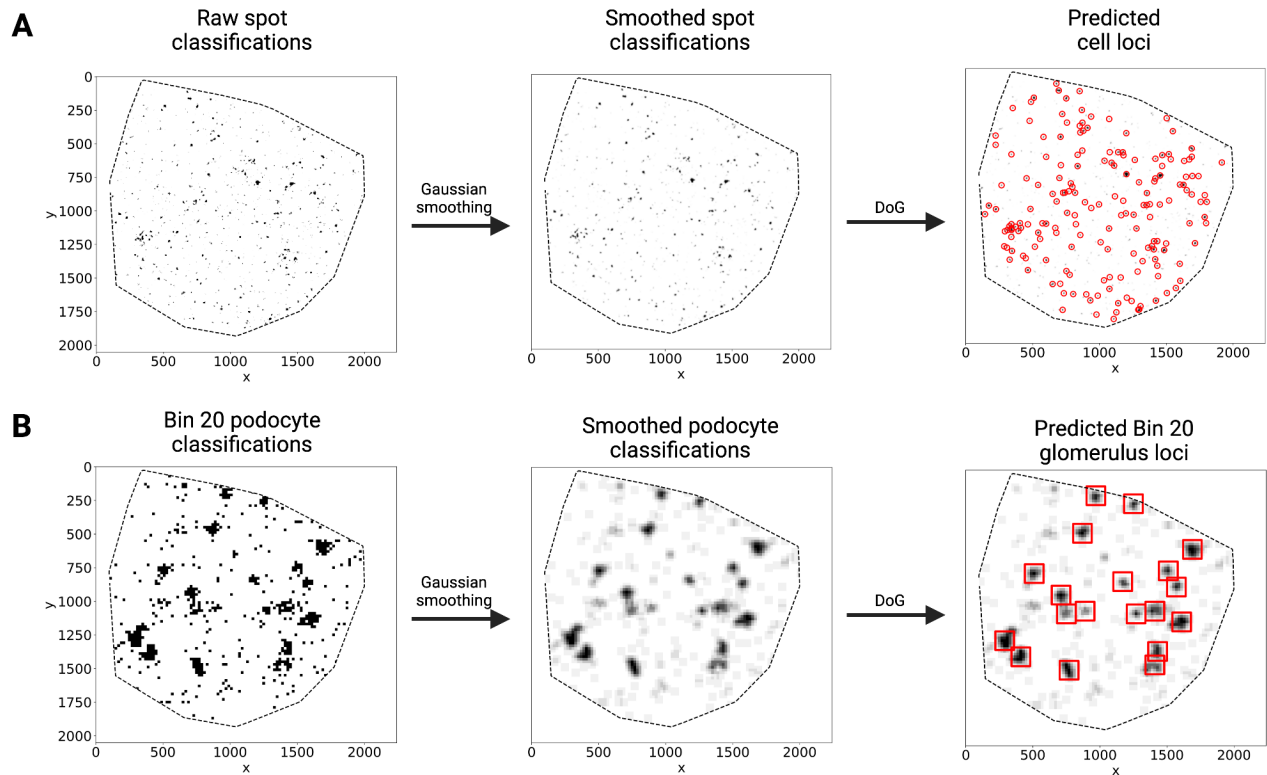 A
Raw spot
classifications
Smoothed spot
classifications
Predicted
cell loci
0
250
500
750
1000
1250
1500
1750
2000
y
0
500
1000
1500
2000
x
Gaussian
smoothing
0
500
1000
1500
2000
x
DoG
0
500
1000
1500
2000
x
B
Bin 20 podocyte
classifications
Smoothed podocyte
classifications
Predicted Bin 20
glomerulus loci
0
250
500
750
1000
1250
1500
1750
2000
y
0
500
1000
1500
2000
x
Gaussian
smoothing
0
500
1000
1500
2000
x
DoG
0
500
1000
1500
2000
x